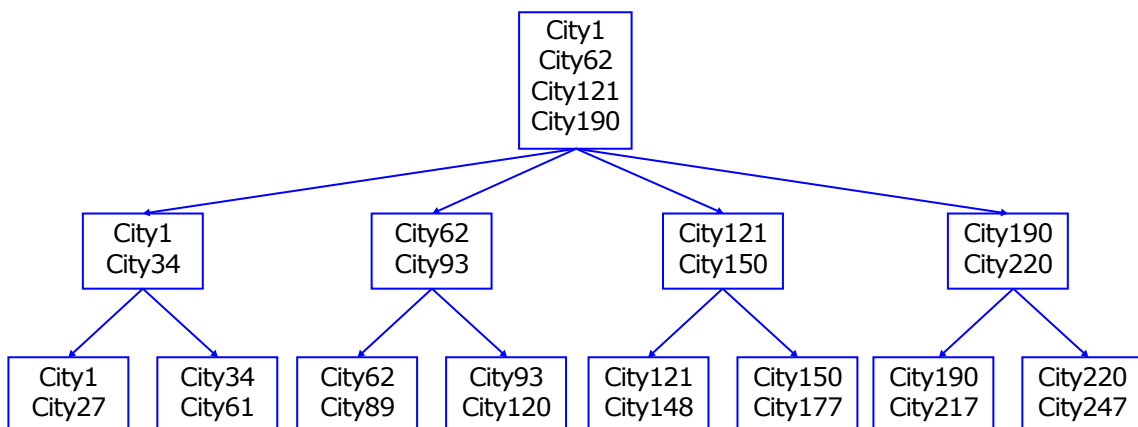 City1
City62
City121
City190
City1
City34
City62
City93
City121
City150
City190
City220
City1
City27
City34
City61
City62
City89
City93
City120
City121
City148
City150
City177
City190
City217
City220
City247